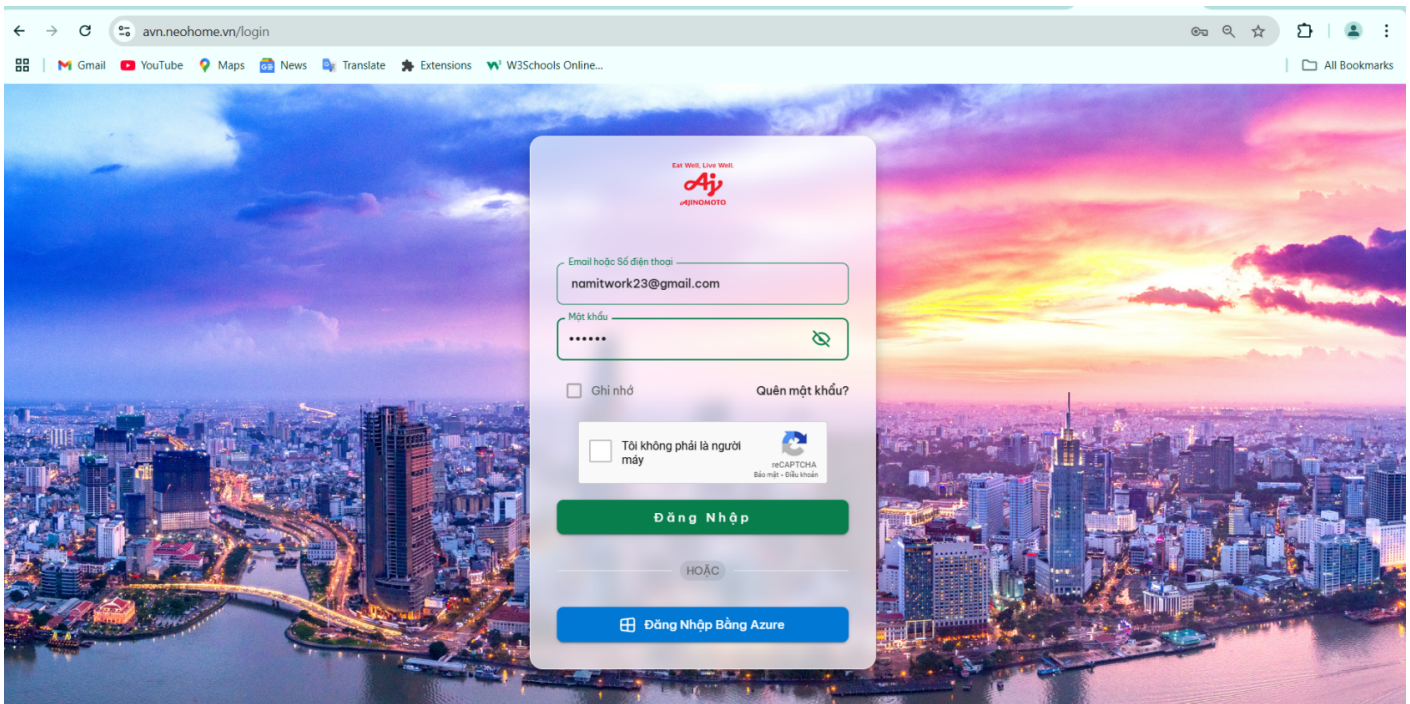 avn.neohome.vn/login
Gmail YouTube Maps News Translate Extensions W3Schools Online... All Bookmarks
Eat Well, Live Well.
AJINOMOTO
Email hoặc Số điện thoại
namitwork23@gmail.com
Mật khẩu
••••••
Ghi nhớ Quên mật khẩu?
Tôi không phải là người
máy
reCAPTCHA
Bảo mật - Điều khoản
Đăng Nhập
HOẶC
Đăng Nhập Bằng Azure